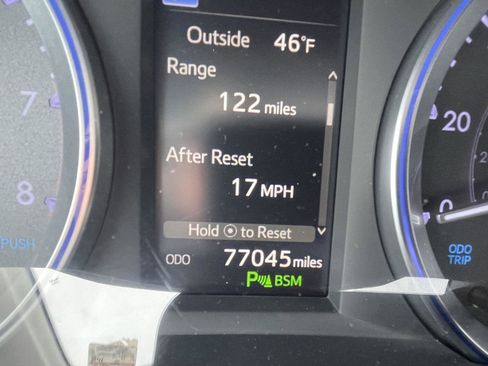 Outside 46°F
Range
122 miles
After Reset
17 MPH
Hold to Reset
ODO 77045 miles
P BSM
7
8
PUSH
20
0
ODO
TRIP